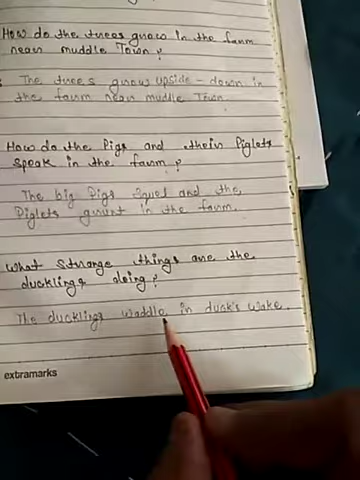 How do the trees grow in the farm
near muddle Town?
The trees grow upside-down in
the farm near muddle Town.
How do the Pigs and their Piglets
speak in the farm?
The big Pigs Squel and the
Piglets grunt in the farm.
What strange things are the
ducklings doing?
The ducklings waddle in duck's wake.
extramarks